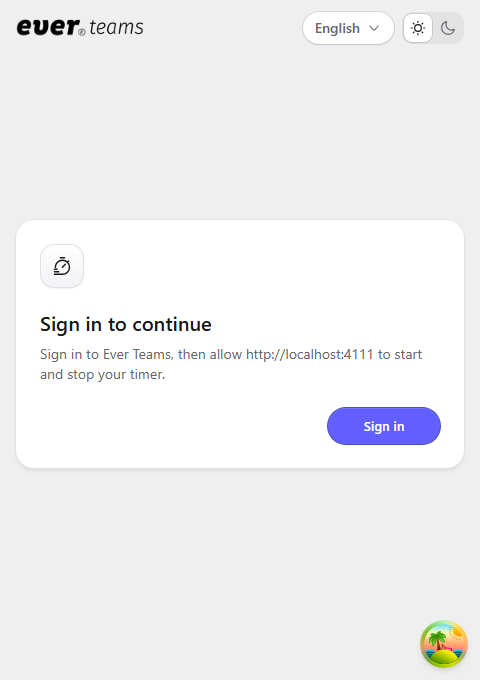 ever® teams
English
Sign in to continue
Sign in to Ever Teams, then allow http://localhost:4111 to start
and stop your timer.
Sign in